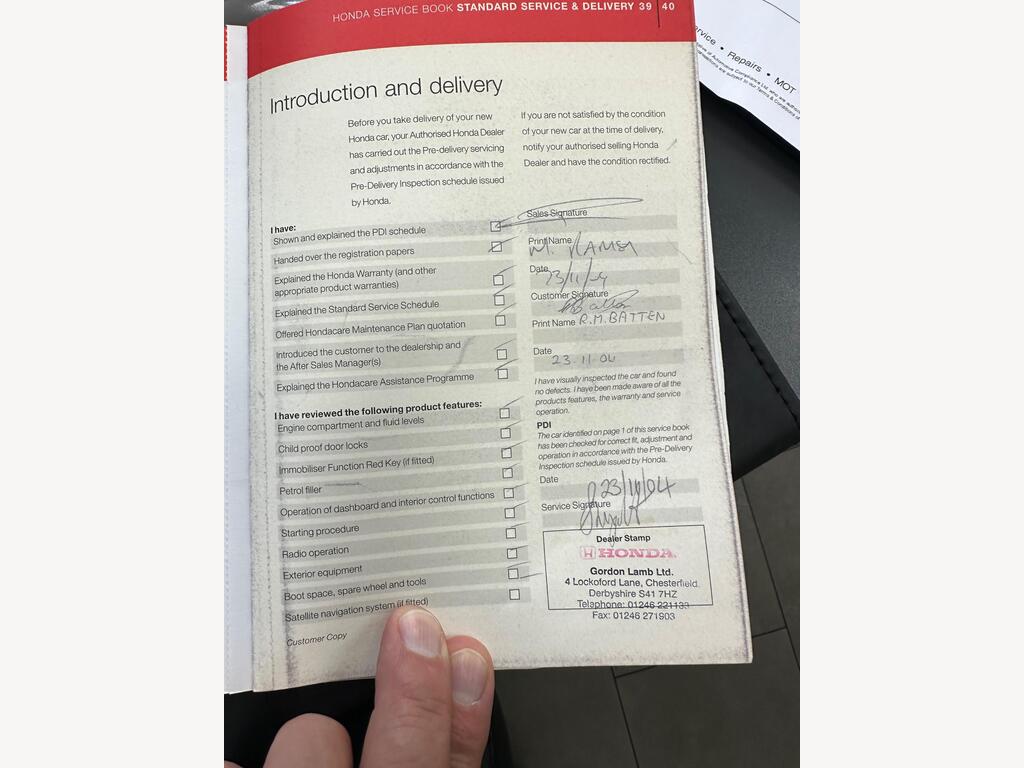 HONDA SERVICE BOOK STANDARD SERVICE & DELIVERY 39 40
Introduction and delivery
Before you take delivery of your new
Honda car, your Authorised Honda Dealer
has carried out the Pre-delivery servicing
and adjustments in accordance with the
Pre-Delivery Inspection schedule issued
by Honda.
If you are not satisfied by the condition
of your new car at the time of delivery,
notify your authorised selling Honda
Dealer and have the condition rectified.
I have:
Shown and explained the PDI schedule
Handed over the registration papers
Explained the Honda Warranty (and other
appropriate product warranties)
Explained the Standard Service Schedule
Offered Hondacare Maintenance Plan quotation
Introduced the customer to the dealership and
the After Sales Manager(s)
Explained the Hondacare Assistance Programme
I have reviewed the following product features:
Engine compartment and fluid levels
Child proof door locks
Immobiliser Function Red Key (if fitted)
Petrol filler
Operation of dashboard and interior control functions
Starting procedure
Radio operation
Exterior equipment
Boot space, spare wheel and tools
Satellite navigation system (if fitted)
Customer Copy
Sales Signature
Print Name M.
Date 23/11/04
Customer Signature
Print Name R.M.BATTEN
Date
23.11.04
I have visually inspected the car and found
no defects. I have been made aware of all the
products features, the warranty and service
operation.
PDI
The car identified on page 1 of this service book
has been checked for correct fit, adjustment and
operation in accordance with the Pre-Delivery
Inspection schedule issued by Honda.
Date
Service Signature
Dealer Stamp
HONDA
Gordon Lamb Ltd.
4 Lockoford Lane, Chesterfield,
Derbyshire S41 7HZ
Telephone: 01246 221133
Fax: 01246 271903
Repairs • MOT